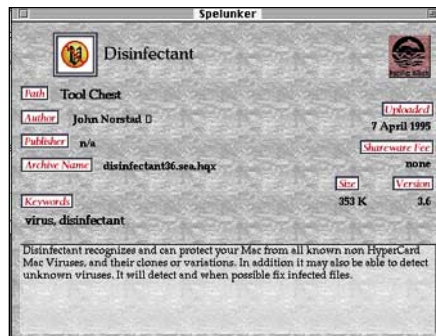 Spelunker
Disinfectant
Path Tool Chest
Author John Norstad
Publisher n/a
Archive Name disinfectant36.sea.hqx
Keywords
virus, disinfectant
Uploaded
7 April 1995
Shareware Fee
none
Size Version
353 K 3.6
Disinfectant recognizes and can protect your Mac from all known non HyperCard
Mac Viruses, and their clones or variations. In addition it may also be able to detect
unknown viruses. It will detect and when possible fix infected files.